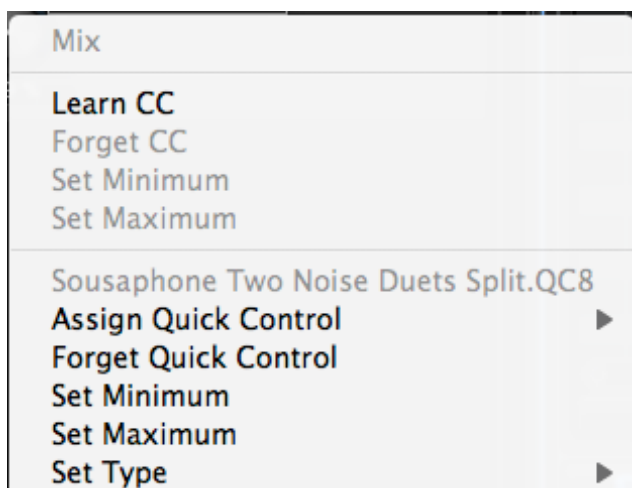 Mix
Learn CC
Forget CC
Set Minimum
Set Maximum
Sousaphone Two Noise Duets Split.QC8
Assign Quick Control
Forget Quick Control
Set Minimum
Set Maximum
Set Type